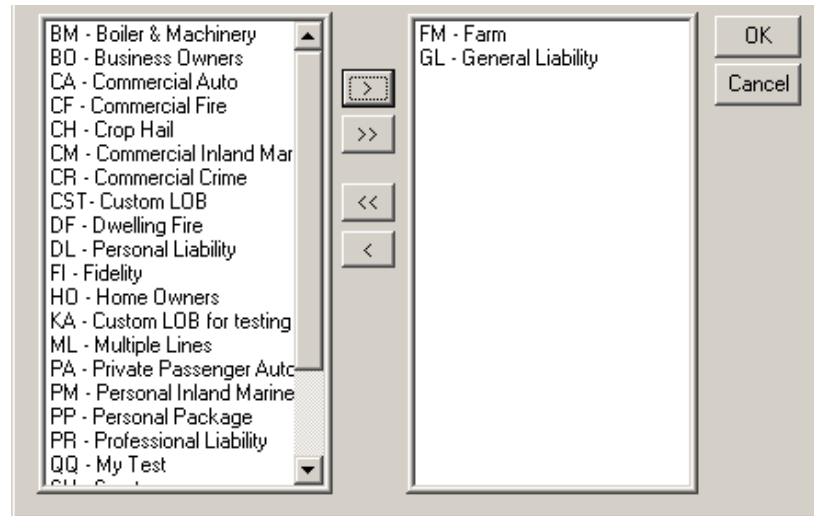 BM - Boiler & Machinery
BO - Business Owners
CA - Commercial Auto
CF - Commercial Fire
CH - Crop Hail
CM - Commercial Inland Mar
CR - Commercial Crime
CST- Custom LOB
DF - Dwelling Fire
DL - Personal Liability
FI - Fidelity
HO - Home Owners
KA - Custom LOB for testing
ML - Multiple Lines
PA - Private Passenger Auto
PM - Personal Inland Marine
PP - Personal Package
PR - Professional Liability
QQ - My Test
>
>>
<<
<
FM - Farm
GL - General Liability
OK
Cancel